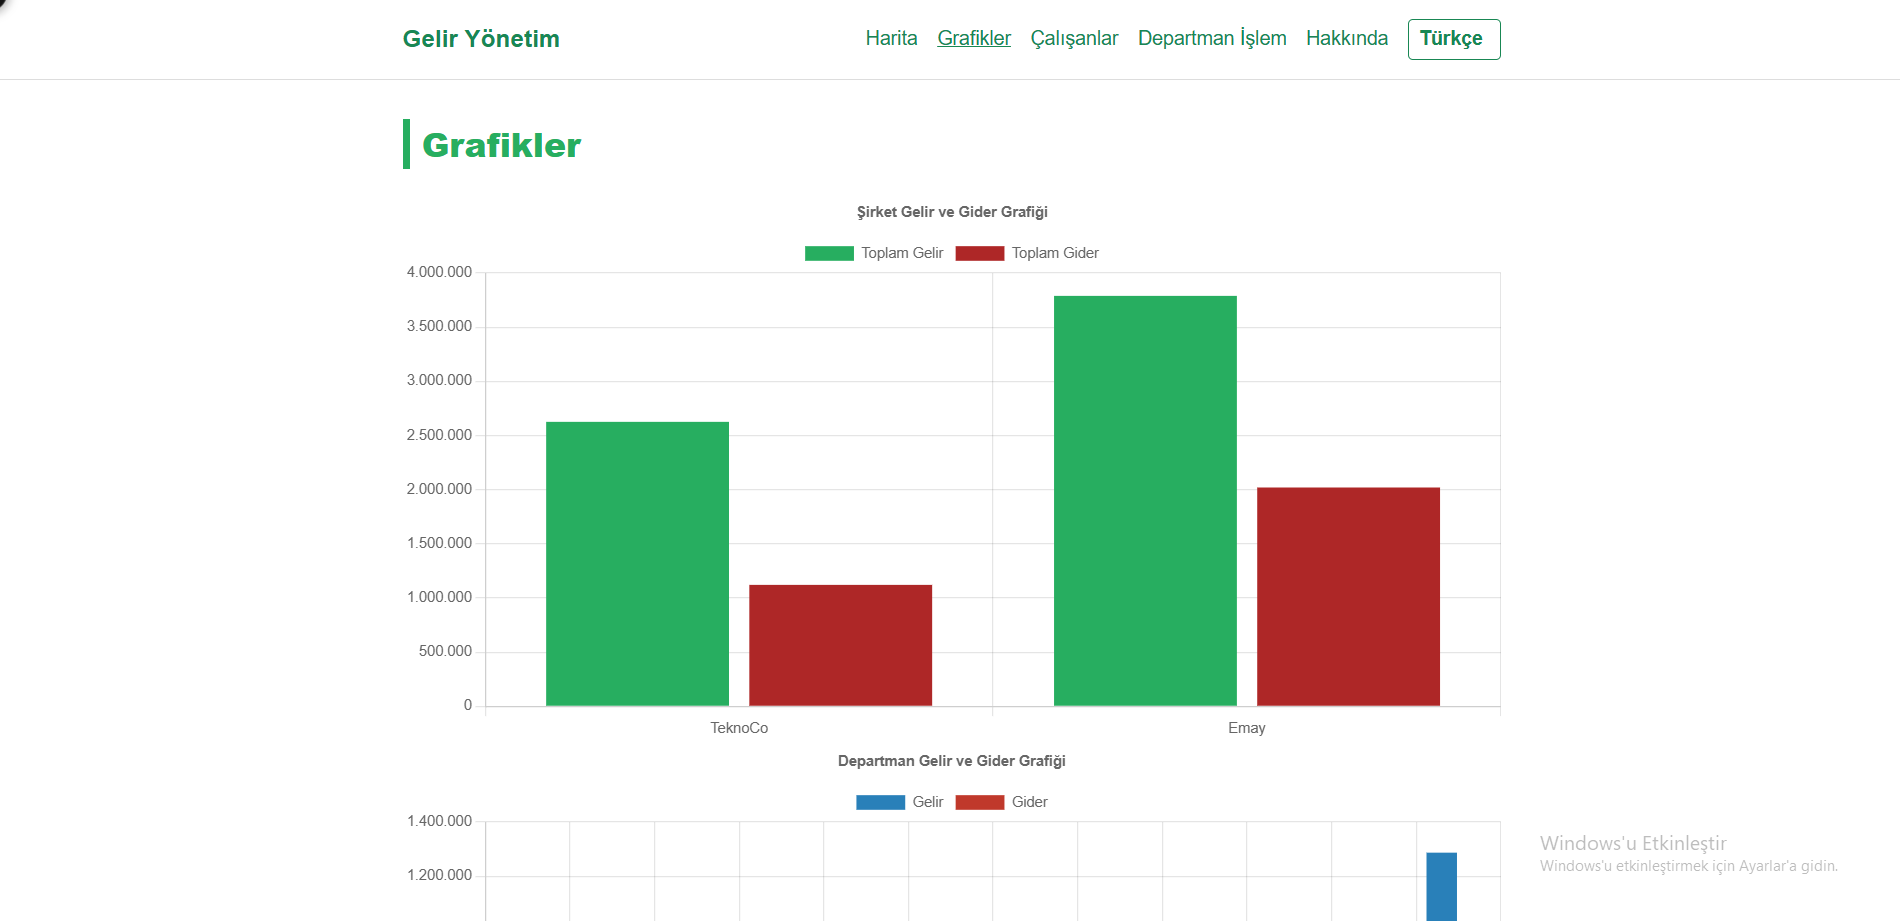 Gelir Yönetim
Harita Grafikler Çalışanlar Departman İşlem Hakkında Türkçe
Grafikler
Şirket Gelir ve Gider Grafiği
Toplam Gelir Toplam Gider
4.000.000
3.500.000
3.000.000
2.500.000
2.000.000
1.500.000
1.000.000
500.000
0
TeknoCo Emay
Departman Gelir ve Gider Grafiği
Gelir Gider
1.400.000
1.200.000
Windows'u Etkinleştir
Windows'u etkinleştirmek için Ayarlar'a gidin.